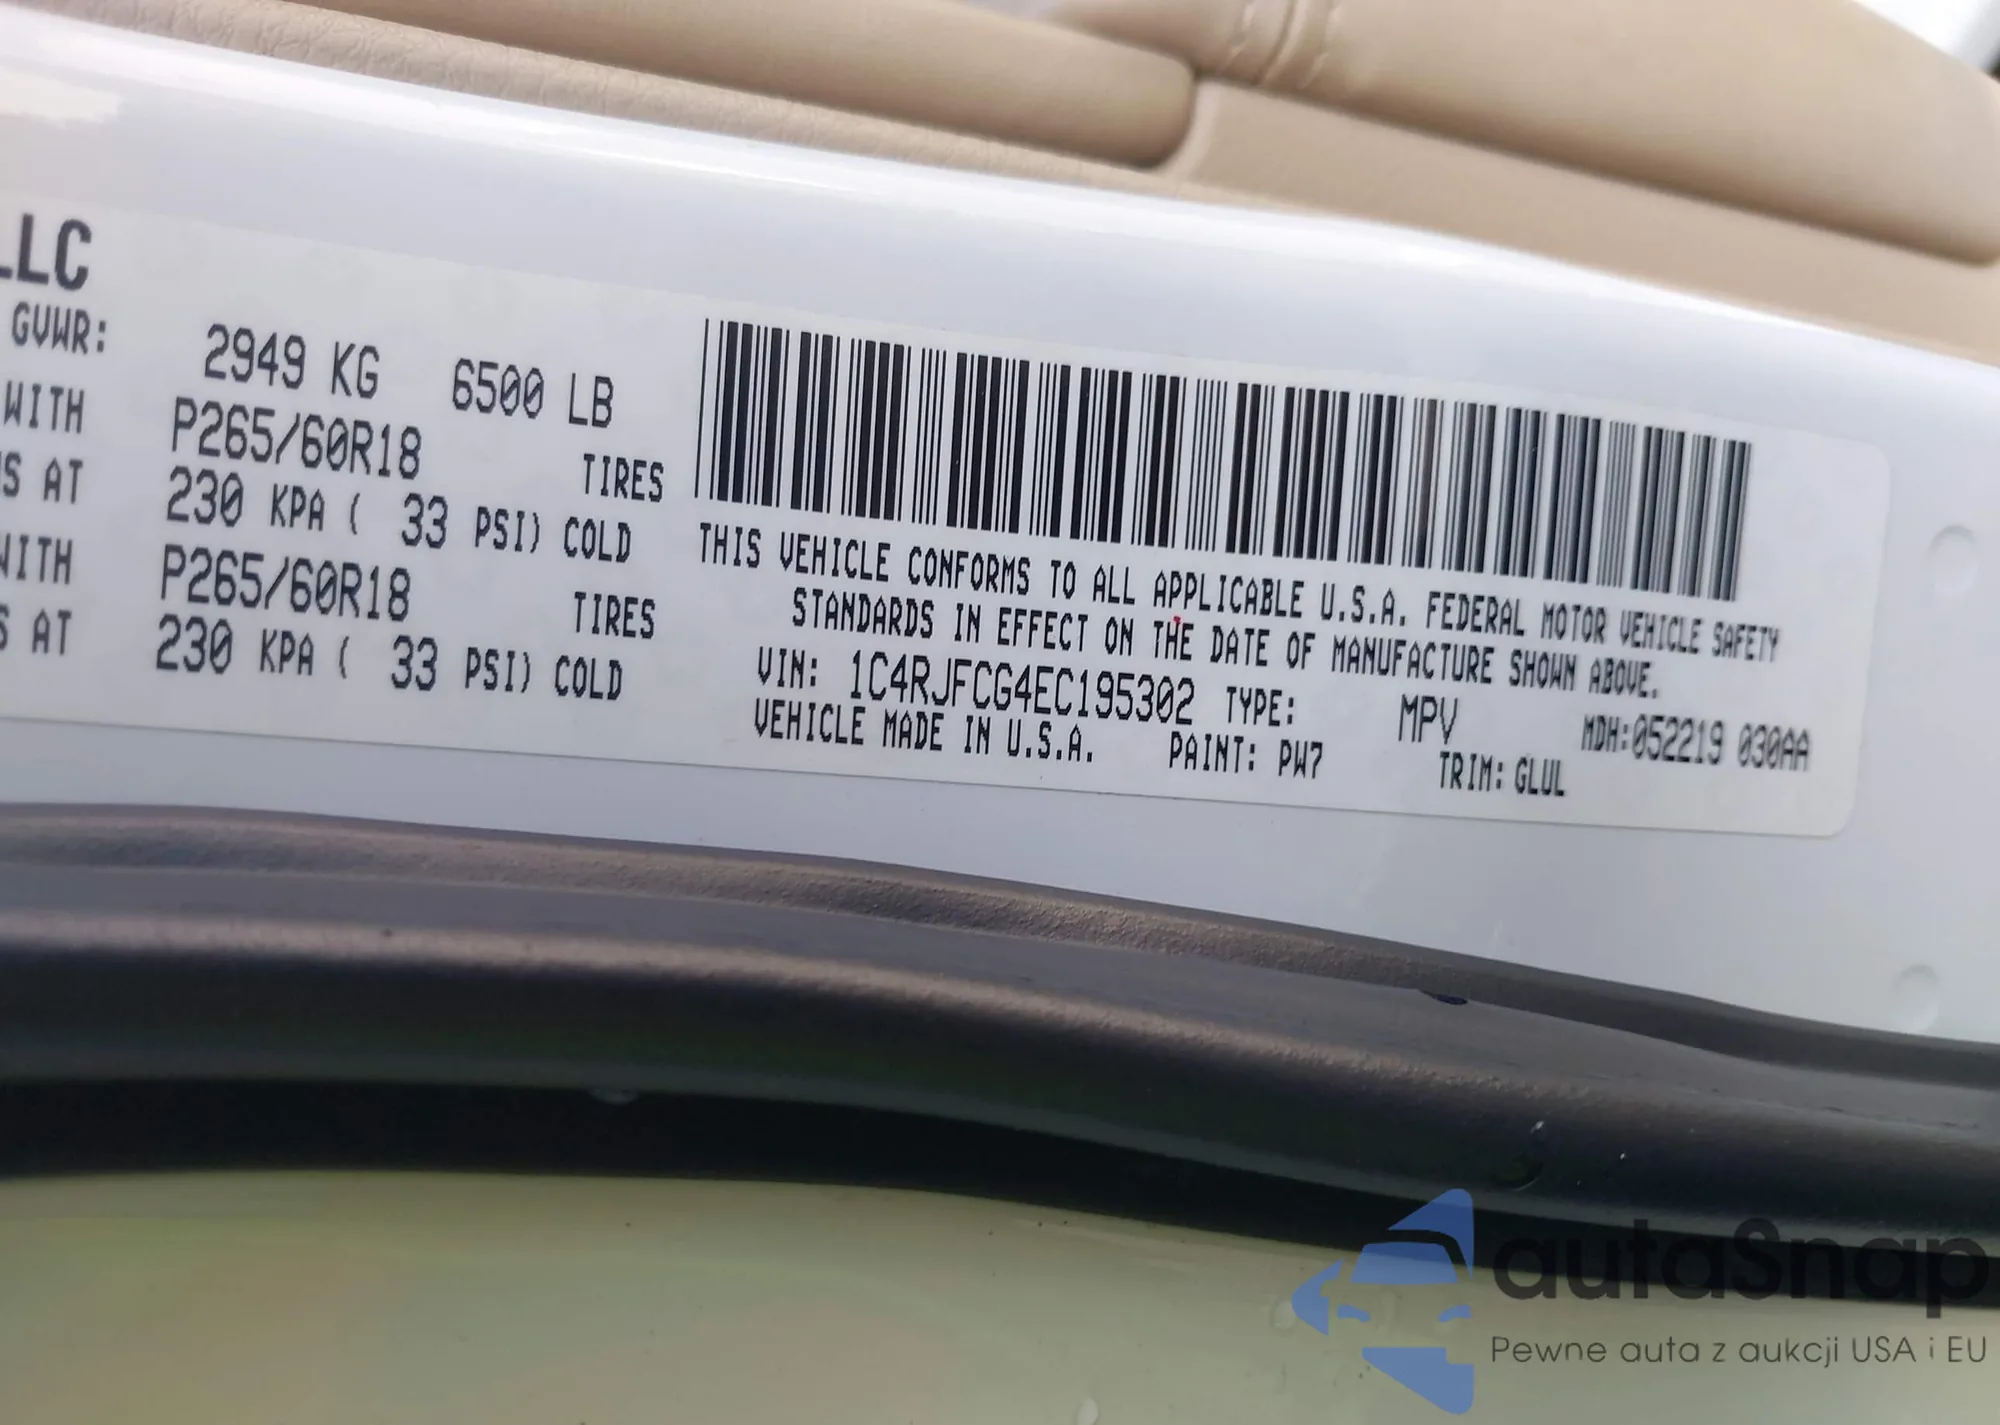 LLC
GVWR: 2949 KG 6500 LB
WITH P265/60R18 TIRES
S AT 230 KPA ( 33 PSI) COLD
WITH P265/60R18 TIRES
S AT 230 KPA ( 33 PSI) COLD
THIS VEHICLE CONFORMS TO ALL APPLICABLE U.S.A. FEDERAL MOTOR VEHICLE SAFETY
STANDARDS IN EFFECT ON THE DATE OF MANUFACTURE SHOWN ABOVE.
VIN: 1C4RJFCG4EC195302 TYPE: MPV MDH:052219 030AA
VEHICLE MADE IN U.S.A. PAINT: PW7 TRIM: GLUL
autaSnap
Pewne auta z aukcji USA i EU